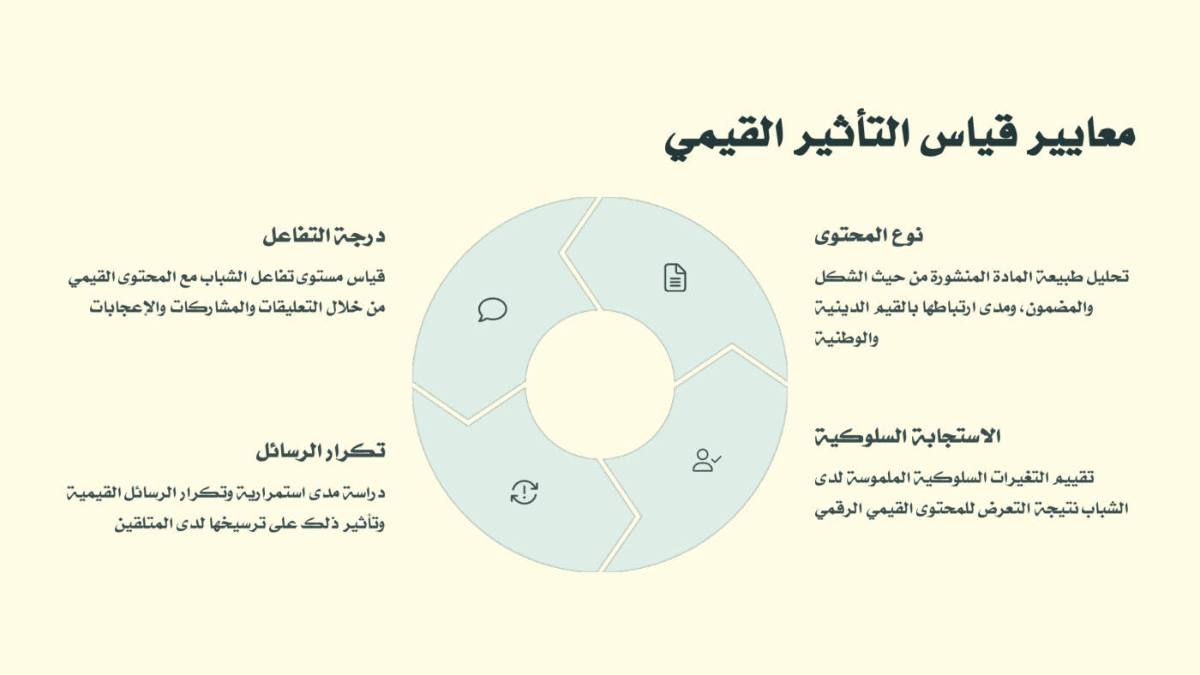 معايير قياس التأثير القيمي
نوع المحتوى
تحليل طبيعة المادة المنشورة من حيث الشكل
والمضمون، ومدى ارتباطها بالقيم الدينية
والوطنية
درجة التفاعل
قياس مستوى تفاعل الشباب مع المحتوى القيمي
من خلال التعليقات والمشاركات والإعجابات
الاستجابة السلوكية
تقييم التغيرات السلوكية الملموسة لدى
الشباب نتيجة التعرض للمحتوى القيمي الرقمي
تكرار الرسائل
دراسة مدى استمرارية وتكرار الرسائل القيمية
وتأثير ذلك على ترسيخها لدى المتلقين